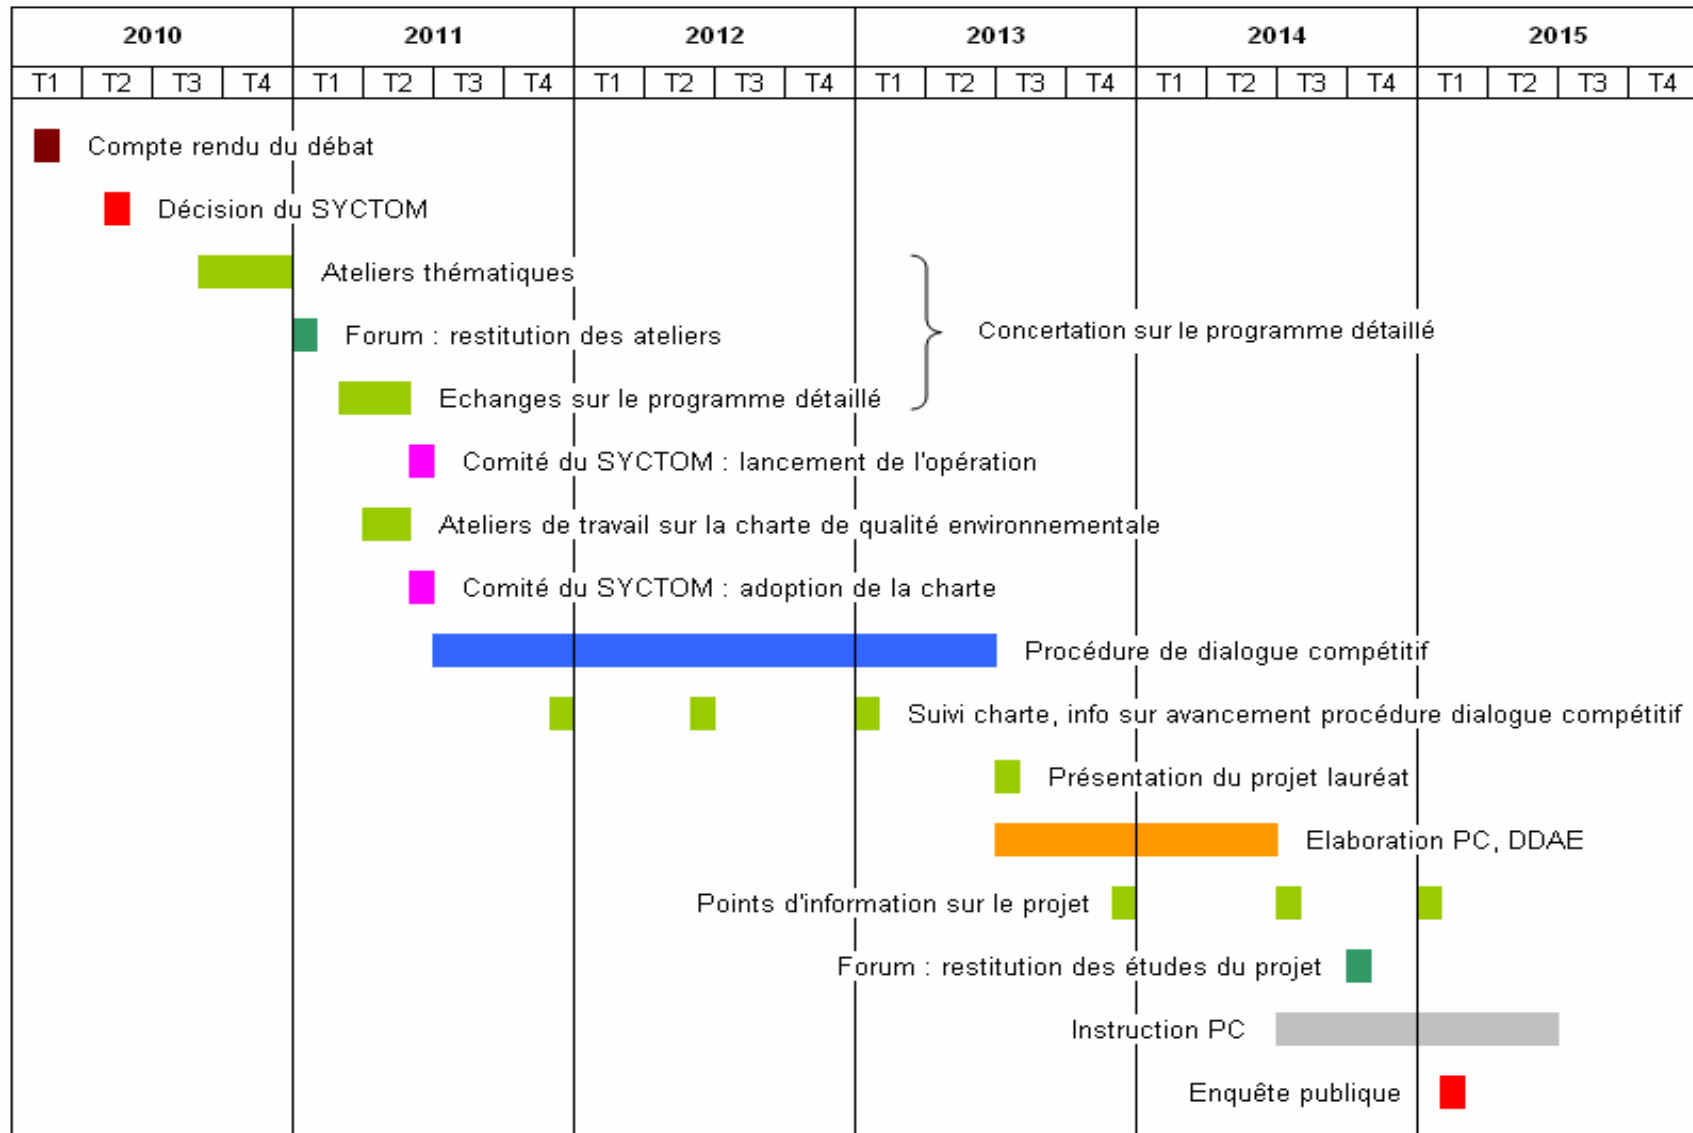 2010 2011 2012 2013 2014 2015
T1 T2 T3 T4 T1 T2 T3 T4 T1 T2 T3 T4 T1 T2 T3 T4 T1 T2 T3 T4 T1 T2 T3 T4
Compte rendu du débat
Décision du SYCTOM
Ateliers thématiques
Forum : restitution des ateliers
Concertation sur le programme détaillé
Echanges sur le programme détaillé
Comité du SYCTOM : lancement de l'opération
Ateliers de travail sur la charte de qualité environnementale
Comité du SYCTOM : adoption de la charte
Procédure de dialogue compétitif
Suivi charte, info sur avancement procédure dialogue compétitif
Présentation du projet lauréat
Elaboration PC, DDAE
Points d'information sur le projet
Forum : restitution des études du projet
Instruction PC
Enquête publique